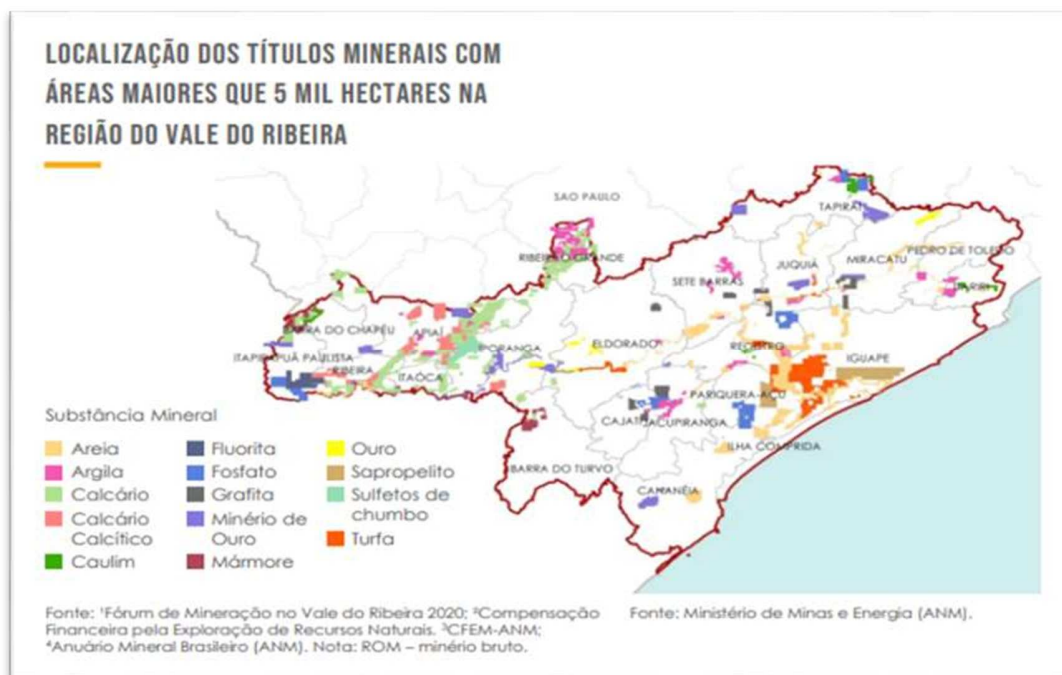 LOCALIZAÇÃO DOS TÍTULOS MINERAIS COM
ÁREAS MAIORES QUE 5 MIL HECTARES NA
REGIÃO DO VALE DO RIBEIRA
SAO PAULO
TAPIRAÍ
RIBEIRÃO GRANDE
PEDRO DE TOLEDO
JUQUIÁ
MIRACATU
SETE BARRAS
ITARIRI
BARRA DO CHAPÉU
APIAÍ
IPORANGA
ELDORADO
REGISTRO
IGUAPE
ITAPIRAPUÃ PAULISTA
RIBEIRA
ITAÓCA
PARIQUERA-AÇU
CAJATI
JACUPIRANGA
ILHA COMPRIDA
BARRA DO TURVO
CANANÉIA
Substância Mineral
Areia
Argila
Calcário
Calcário
Calcítico
Caulim
Fluorita
Fosfato
Grafita
Minério de
Ouro
Mármore
Ouro
Sapropelito
Sulfetos de
chumbo
Turfa
Fonte: ¹Fórum de Mineração no Vale do Ribeira 2020; ²Compensação
Financeira pela Exploração de Recursos Naturais. ³CFEM-ANM;
⁴Anuário Mineral Brasileiro (ANM). Nota: ROM – minério bruto.
Fonte: Ministério de Minas e Energia (ANM).